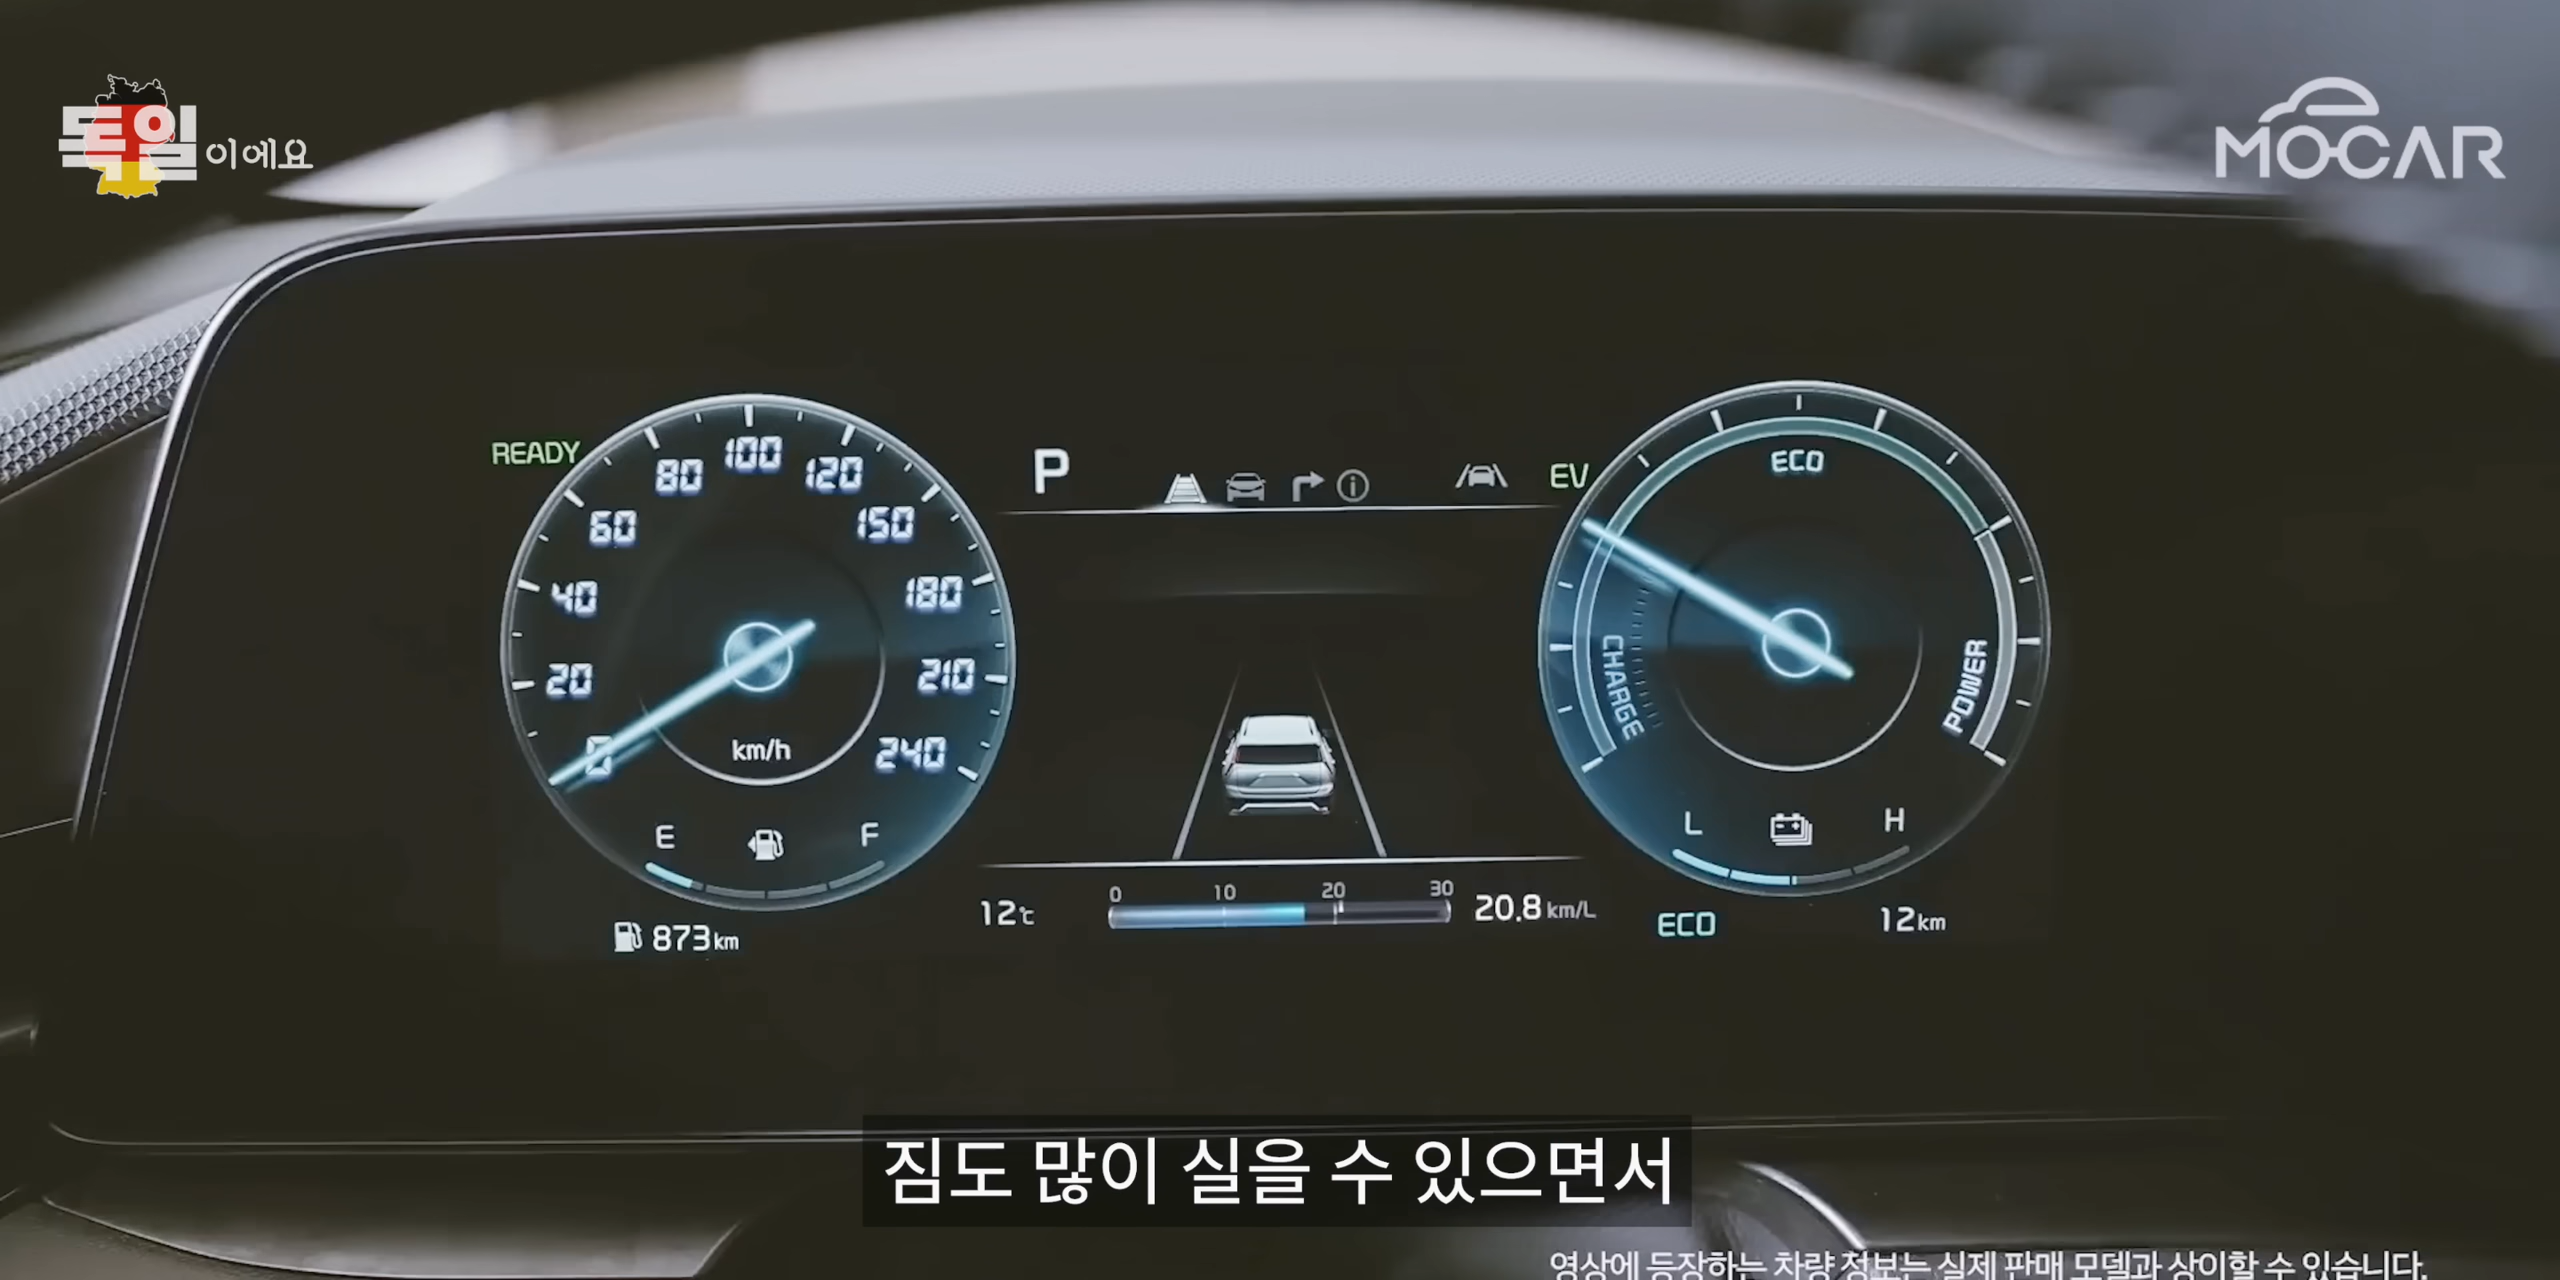 독일이에요
MOCAR
READY
0
20
40
60
80
100
120
150
180
210
240
km/h
E
F
873km
P
EV
ECO
CHARGE
POWER
L
H
12℃
0 10 20 30
20.8 km/L
ECO
12km
짐도 많이 실을 수 있으면서
영상에 등장하는 차량 정보는 실제 판매 모델과 상이할 수 있습니다.